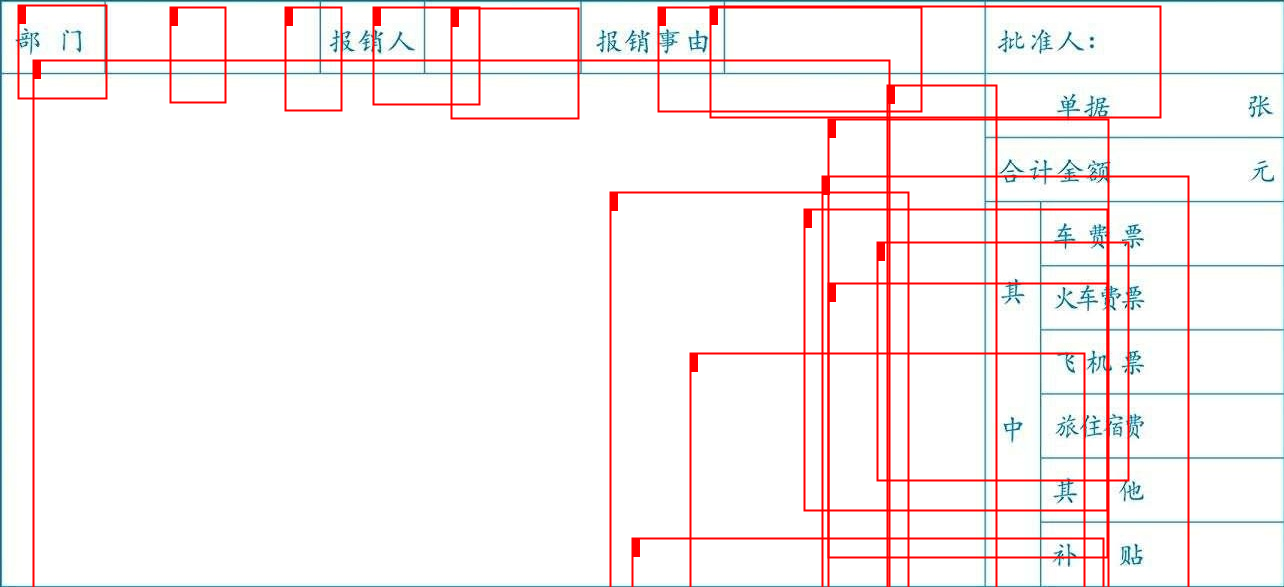 部 门 报销人 报销事由 批准人:
单据 张
合计金额 元
其中
车费票
火车费票
飞机票
旅住宿费
其 他
补 贴